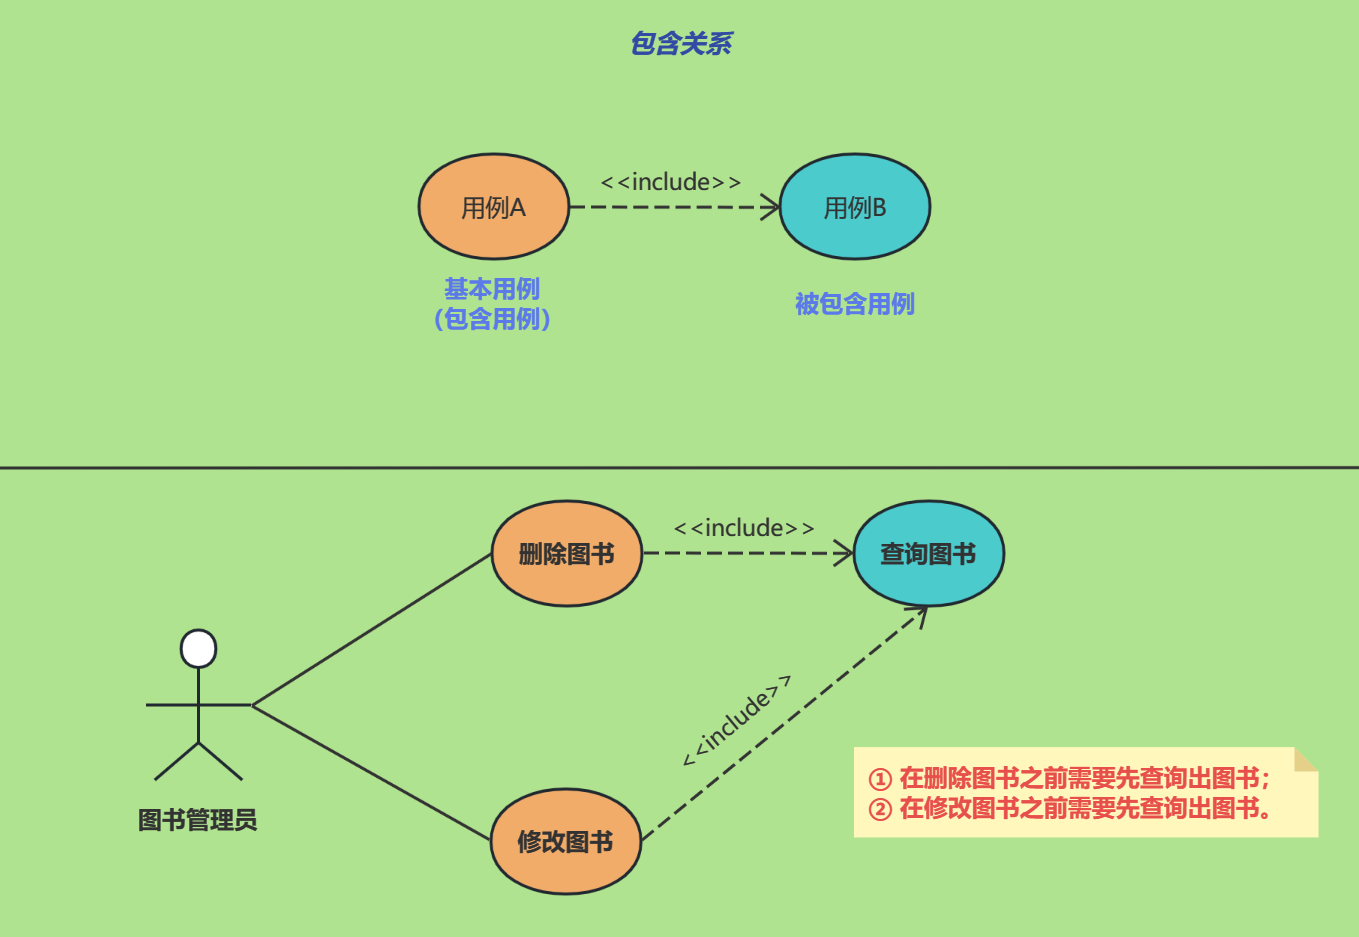 包含关系
<<include>>
用例A
用例B
基本用例
(包含用例)
被包含用例
<<include>>
删除图书
查询图书
<<include>>
图书管理员
修改图书
① 在删除图书之前需要先查询出图书；
② 在修改图书之前需要先查询出图书。